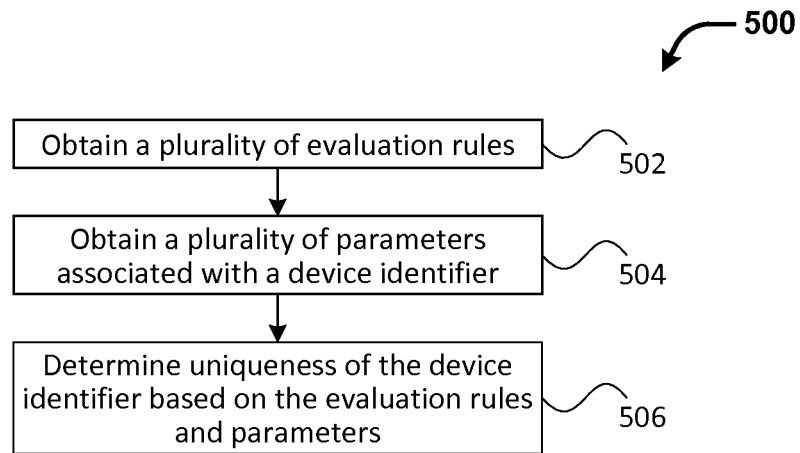 500
Obtain a plurality of evaluation rules
502
Obtain a plurality of parameters
associated with a device identifier
504
Determine uniqueness of the device
identifier based on the evaluation rules
and parameters
506